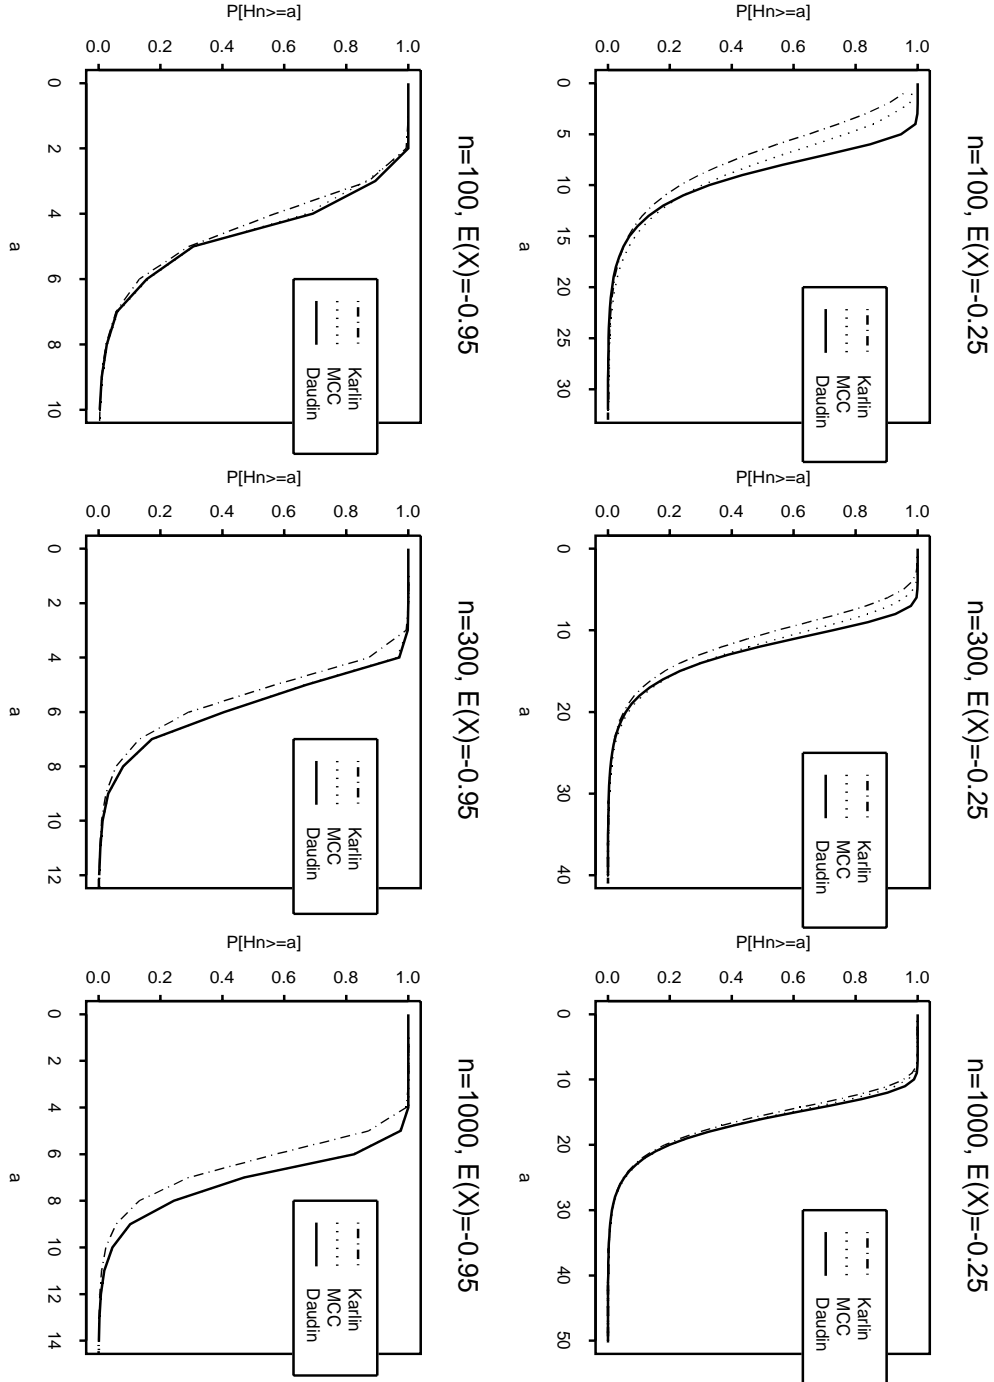 n=100, E(X)=-0.25
P[Hn>=a]
1.0
0.8
0.6
0.4
0.2
0.0
Karlin
MCC
Daudin
0 5 10 15 20 25 30
a
n=300, E(X)=-0.25
P[Hn>=a]
1.0
0.8
0.6
0.4
0.2
0.0
Karlin
MCC
Daudin
0 10 20 30 40
a
n=1000, E(X)=-0.25
P[Hn>=a]
1.0
0.8
0.6
0.4
0.2
0.0
Karlin
MCC
Daudin
0 10 20 30 40 50
a
n=100, E(X)=-0.95
P[Hn>=a]
1.0
0.8
0.6
0.4
0.2
0.0
Karlin
MCC
Daudin
0 2 4 6 8 10
a
n=300, E(X)=-0.95
P[Hn>=a]
1.0
0.8
0.6
0.4
0.2
0.0
Karlin
MCC
Daudin
0 2 4 6 8 10 12
a
n=1000, E(X)=-0.95
P[Hn>=a]
1.0
0.8
0.6
0.4
0.2
0.0
Karlin
MCC
Daudin
0 2 4 6 8 10 12 14
a